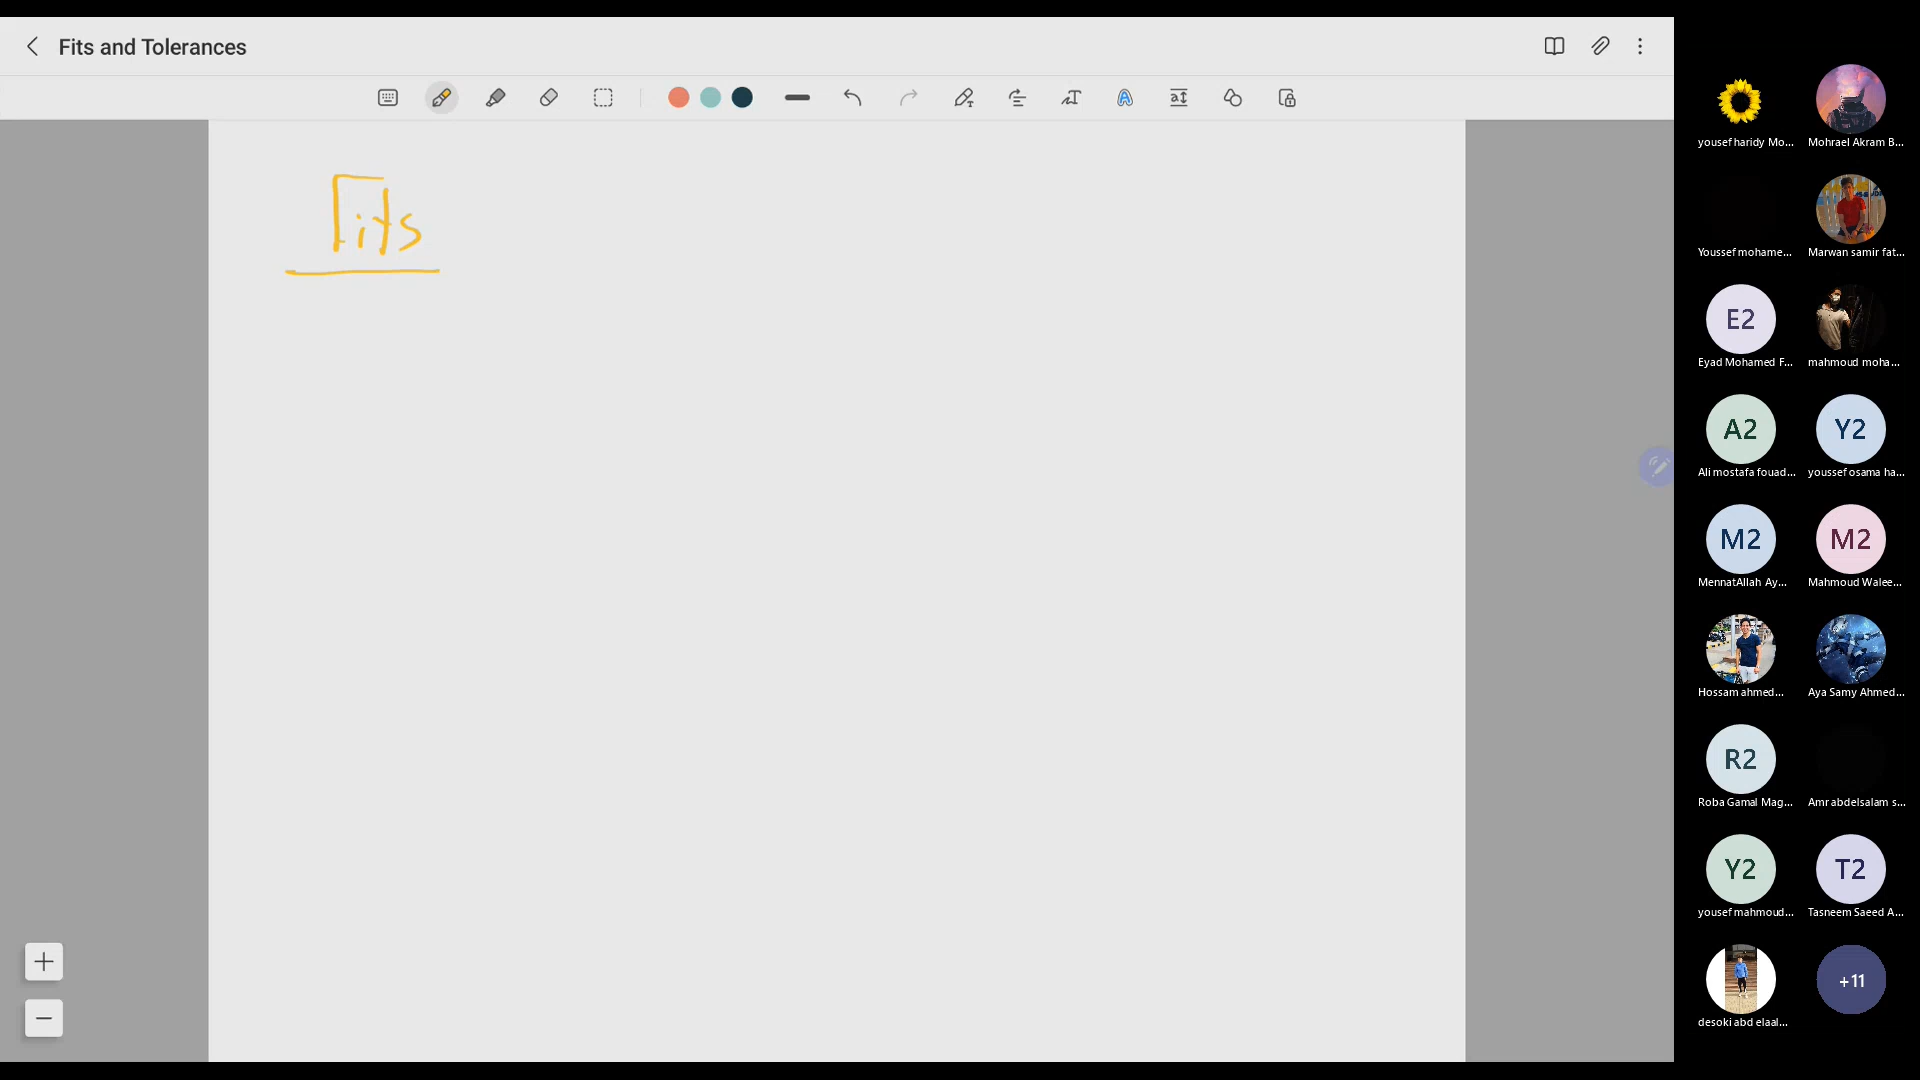 Fits and Tolerances
Fits
yousef haridy Mo...
Mohrael Akram B...
Youssef mohame...
Marwan samir fat...
E2
Eyad Mohamed F...
mahmoud moha...
A2
Ali mostafa fouad...
Y2
youssef osama ha...
M2
MennatAllah Ay...
M2
Mahmoud Walee...
Hossam ahmed...
Aya Samy Ahmed...
R2
Roba Gamal Mag...
Amr abdelsalam s...
Y2
yousef mahmoud...
T2
Tasneem Saeed A...
desoki abd elaal...
+11